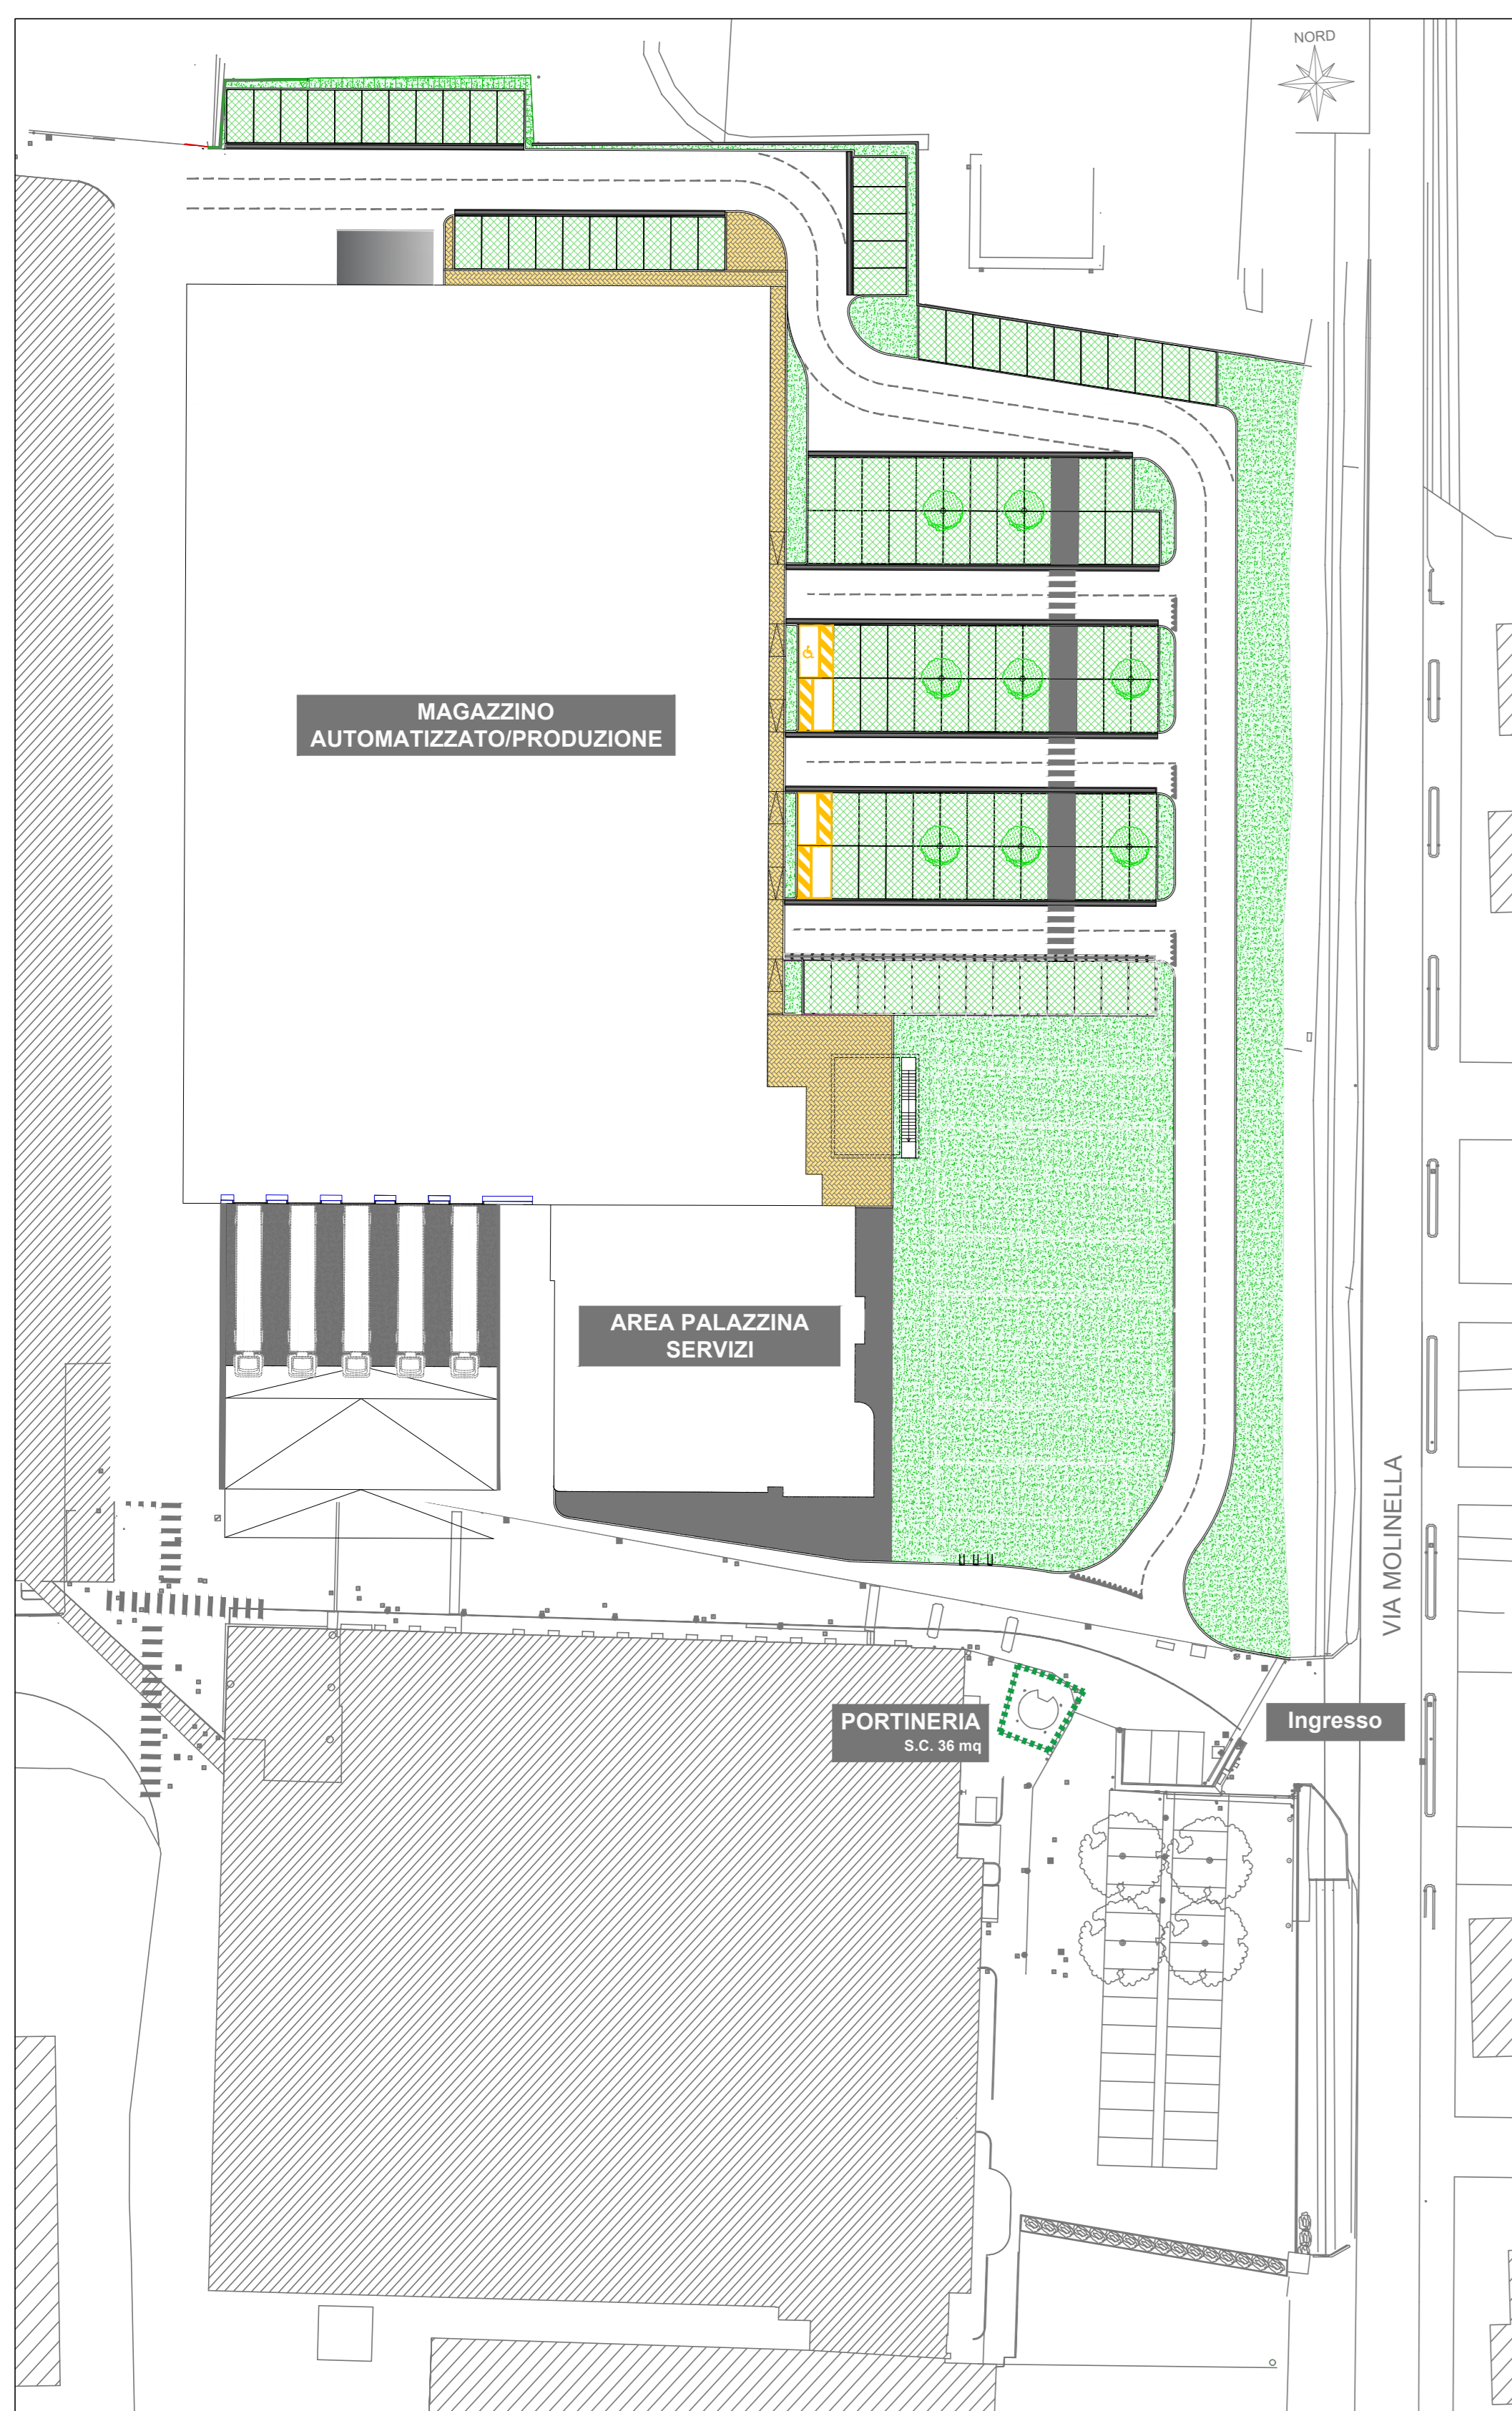 NORD
MAGAZZINO
AUTOMATIZZATO/PRODUZIONE
AREA PALAZZINA
SERVIZI
VIA MOLINELLA
PORTINERIA
S.C. 36 mq
Ingresso